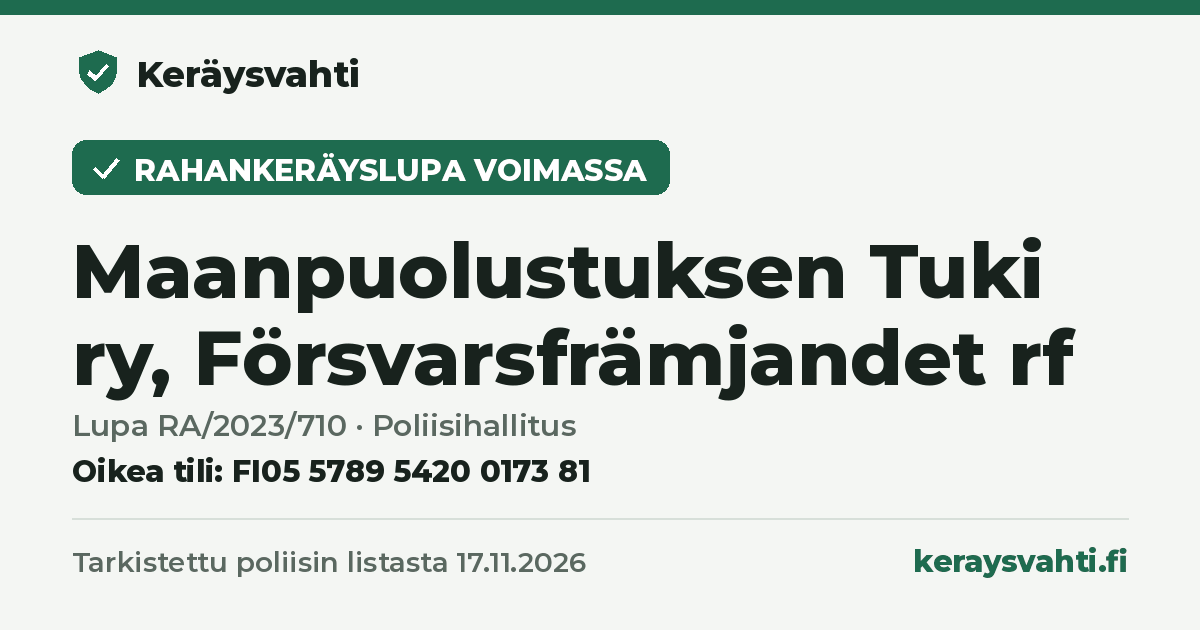 Keräysvahti
RAHANKERÄYSLUPA VOIMASSA
Maanpuolustuksen Tuki
ry, Försvarsfrämjandet rf
Lupa RA/2023/710 · Poliisihallitus
Oikea tili: FI05 5789 5420 0173 81
Tarkistettu poliisin listasta 17.11.2026
keraysvahti.fi